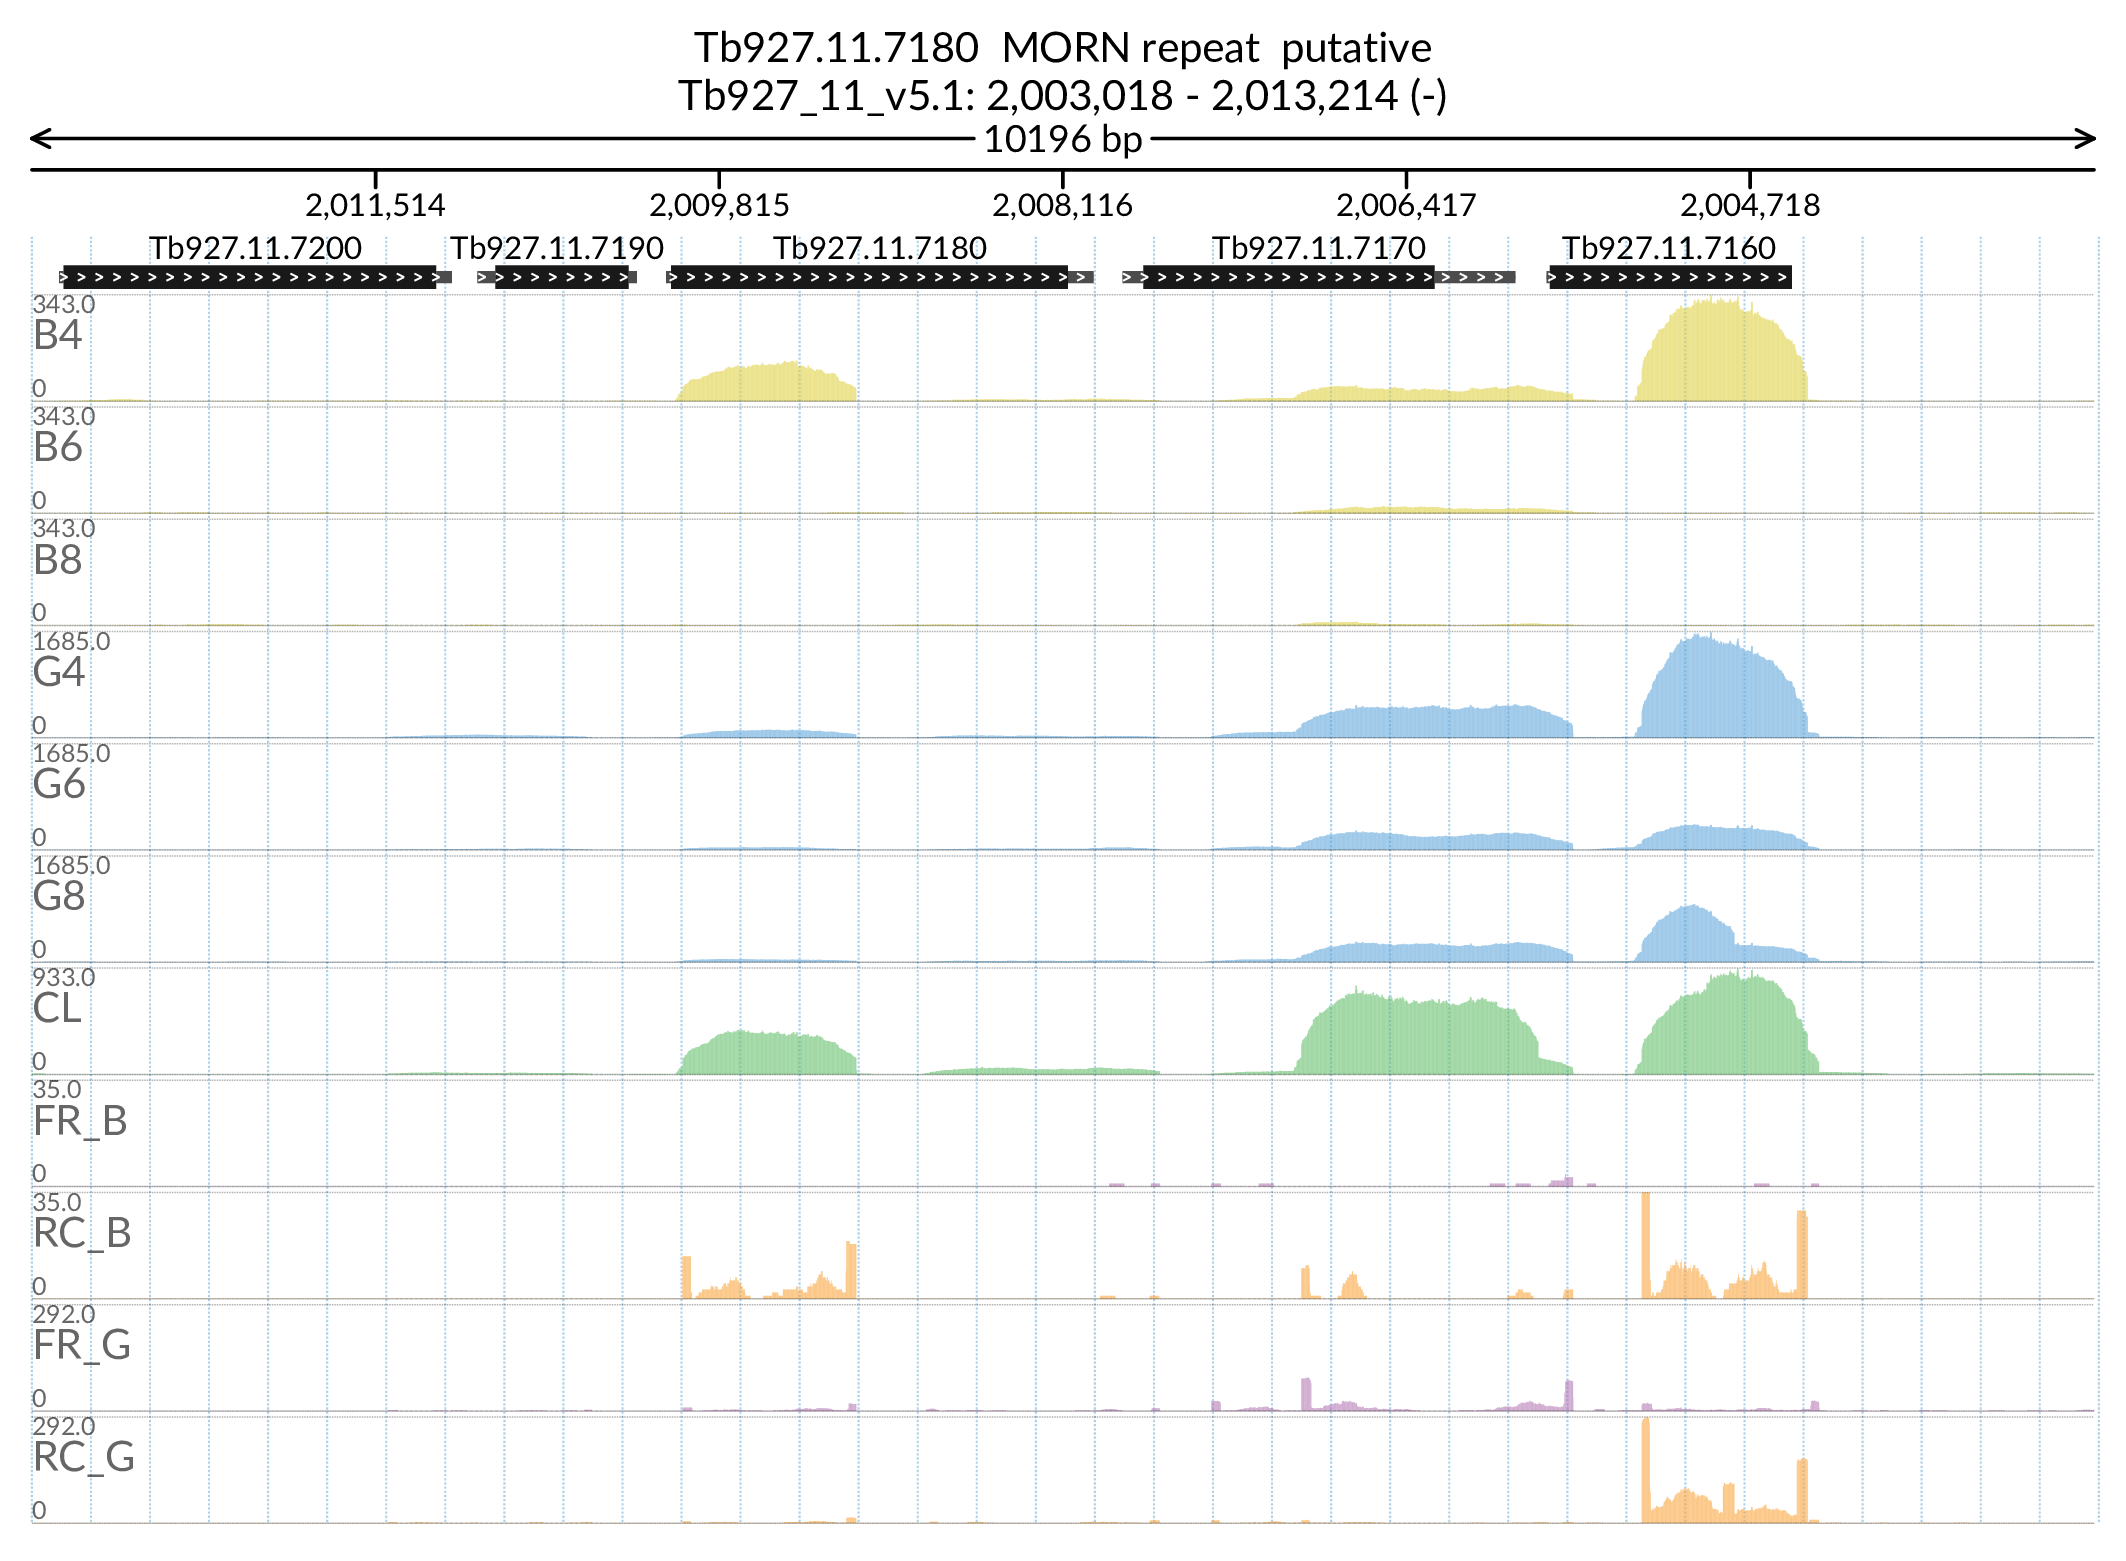 Tb927.11.7180  MORN repeat  putative
Tb927_11_v5.1: 2,003,018 - 2,013,214 (-)
10196 bp
2,011,514 2,009,815 2,008,116 2,006,417 2,004,718
Tb927.11.7200 Tb927.11.7190 Tb927.11.7180 Tb927.11.7170 Tb927.11.7160
343.0
B4
0
343.0
B6
0
343.0
B8
0
1685.0
G4
0
1685.0
G6
0
1685.0
G8
0
933.0
CL
0
35.0
FR_B
0
35.0
RC_B
0
292.0
FR_G
0
292.0
RC_G
0